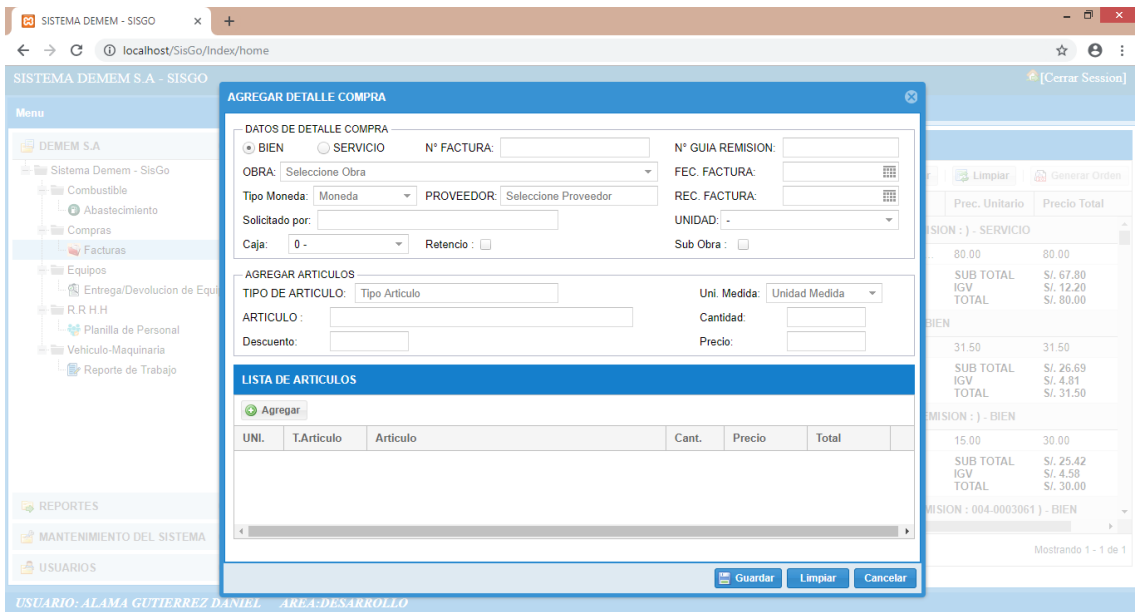 SISTEMA DEMEM - SISGO
localhost/SisGo/Index/home
SISTEMA DEMEM S.A - SISGO
[Cerrar Session]
Menu
DEMEM S.A
Sistema Demem - SisGo
Combustible
Abastecimiento
Compras
Facturas
Equipos
Entrega/Devolucion de Equi
R.R H.H
Planilla de Personal
Vehiculo-Maquinaria
Reporte de Trabajo
REPORTES
MANTENIMIENTO DEL SISTEMA
USUARIOS
AGREGAR DETALLE COMPRA
DATOS DE DETALLE COMPRA
BIEN SERVICIO N° FACTURA: N° GUIA REMISION:
OBRA: Seleccione Obra FEC. FACTURA:
Tipo Moneda: Moneda PROVEEDOR: Seleccione Proveedor REC. FACTURA:
Solicitado por: UNIDAD: -
Caja: 0 - Retencio : Sub Obra :
AGREGAR ARTICULOS
TIPO DE ARTICULO: Tipo Articulo Uni. Medida: Unidad Medida
ARTICULO : Cantidad:
Descuento: Precio:
LISTA DE ARTICULOS
Agregar
UNI. T.Articulo Articulo Cant. Precio Total
Guardar Limpiar Cancelar
Limpiar Generar Orden
Prec. Unitario Precio Total
ISION : ) - SERVICIO
80.00 80.00
SUB TOTAL S/. 67.80
IGV S/. 12.20
TOTAL S/. 80.00
BIEN
31.50 31.50
SUB TOTAL S/. 26.69
IGV S/. 4.81
TOTAL S/. 31.50
EMISION : ) - BIEN
15.00 30.00
SUB TOTAL S/. 25.42
IGV S/. 4.58
TOTAL S/. 30.00
MISION : 004-0003061 ) - BIEN
Mostrando 1 - 1 de 1
USUARIO: ALAMA GUTIERREZ DANIEL AREA:DESARROLLO